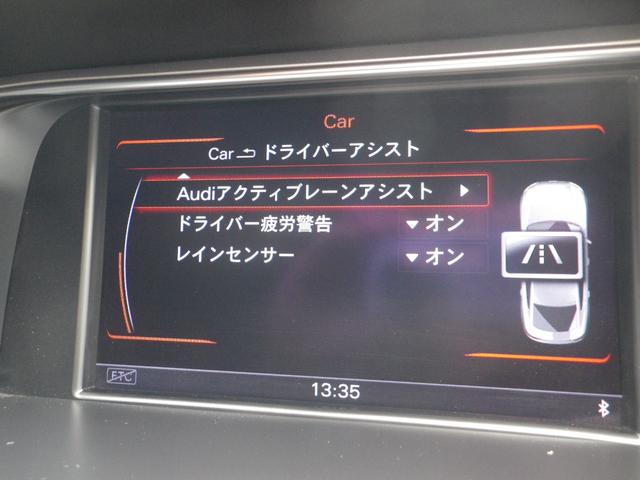 Car
Car ドライバーアシスト
Audiアクティブレーンアシスト
ドライバー疲労警告 オン
レインセンサー オン
ETC
13:35